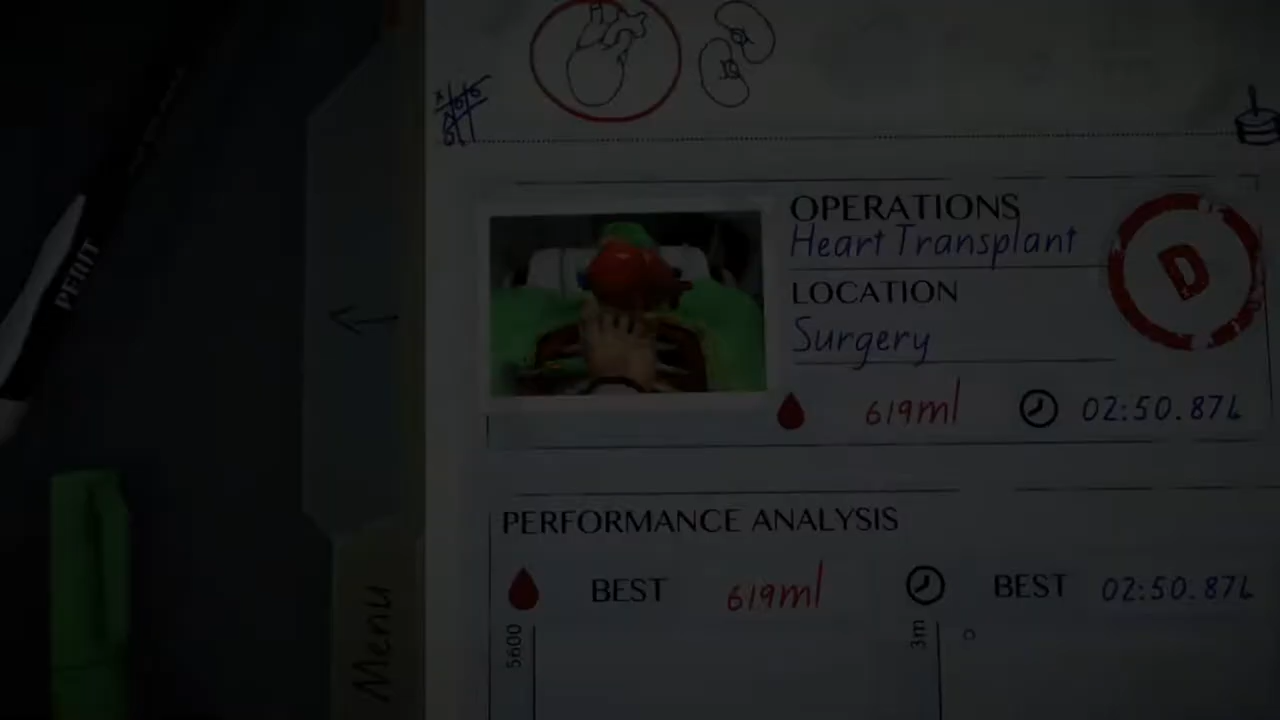 OPERATIONS
Heart Transplant
LOCATION
Surgery
D
619ml
02:50.876
PERFORMANCE ANALYSIS
BEST 619ml
BEST 02:50.876
5600
3m
Menu